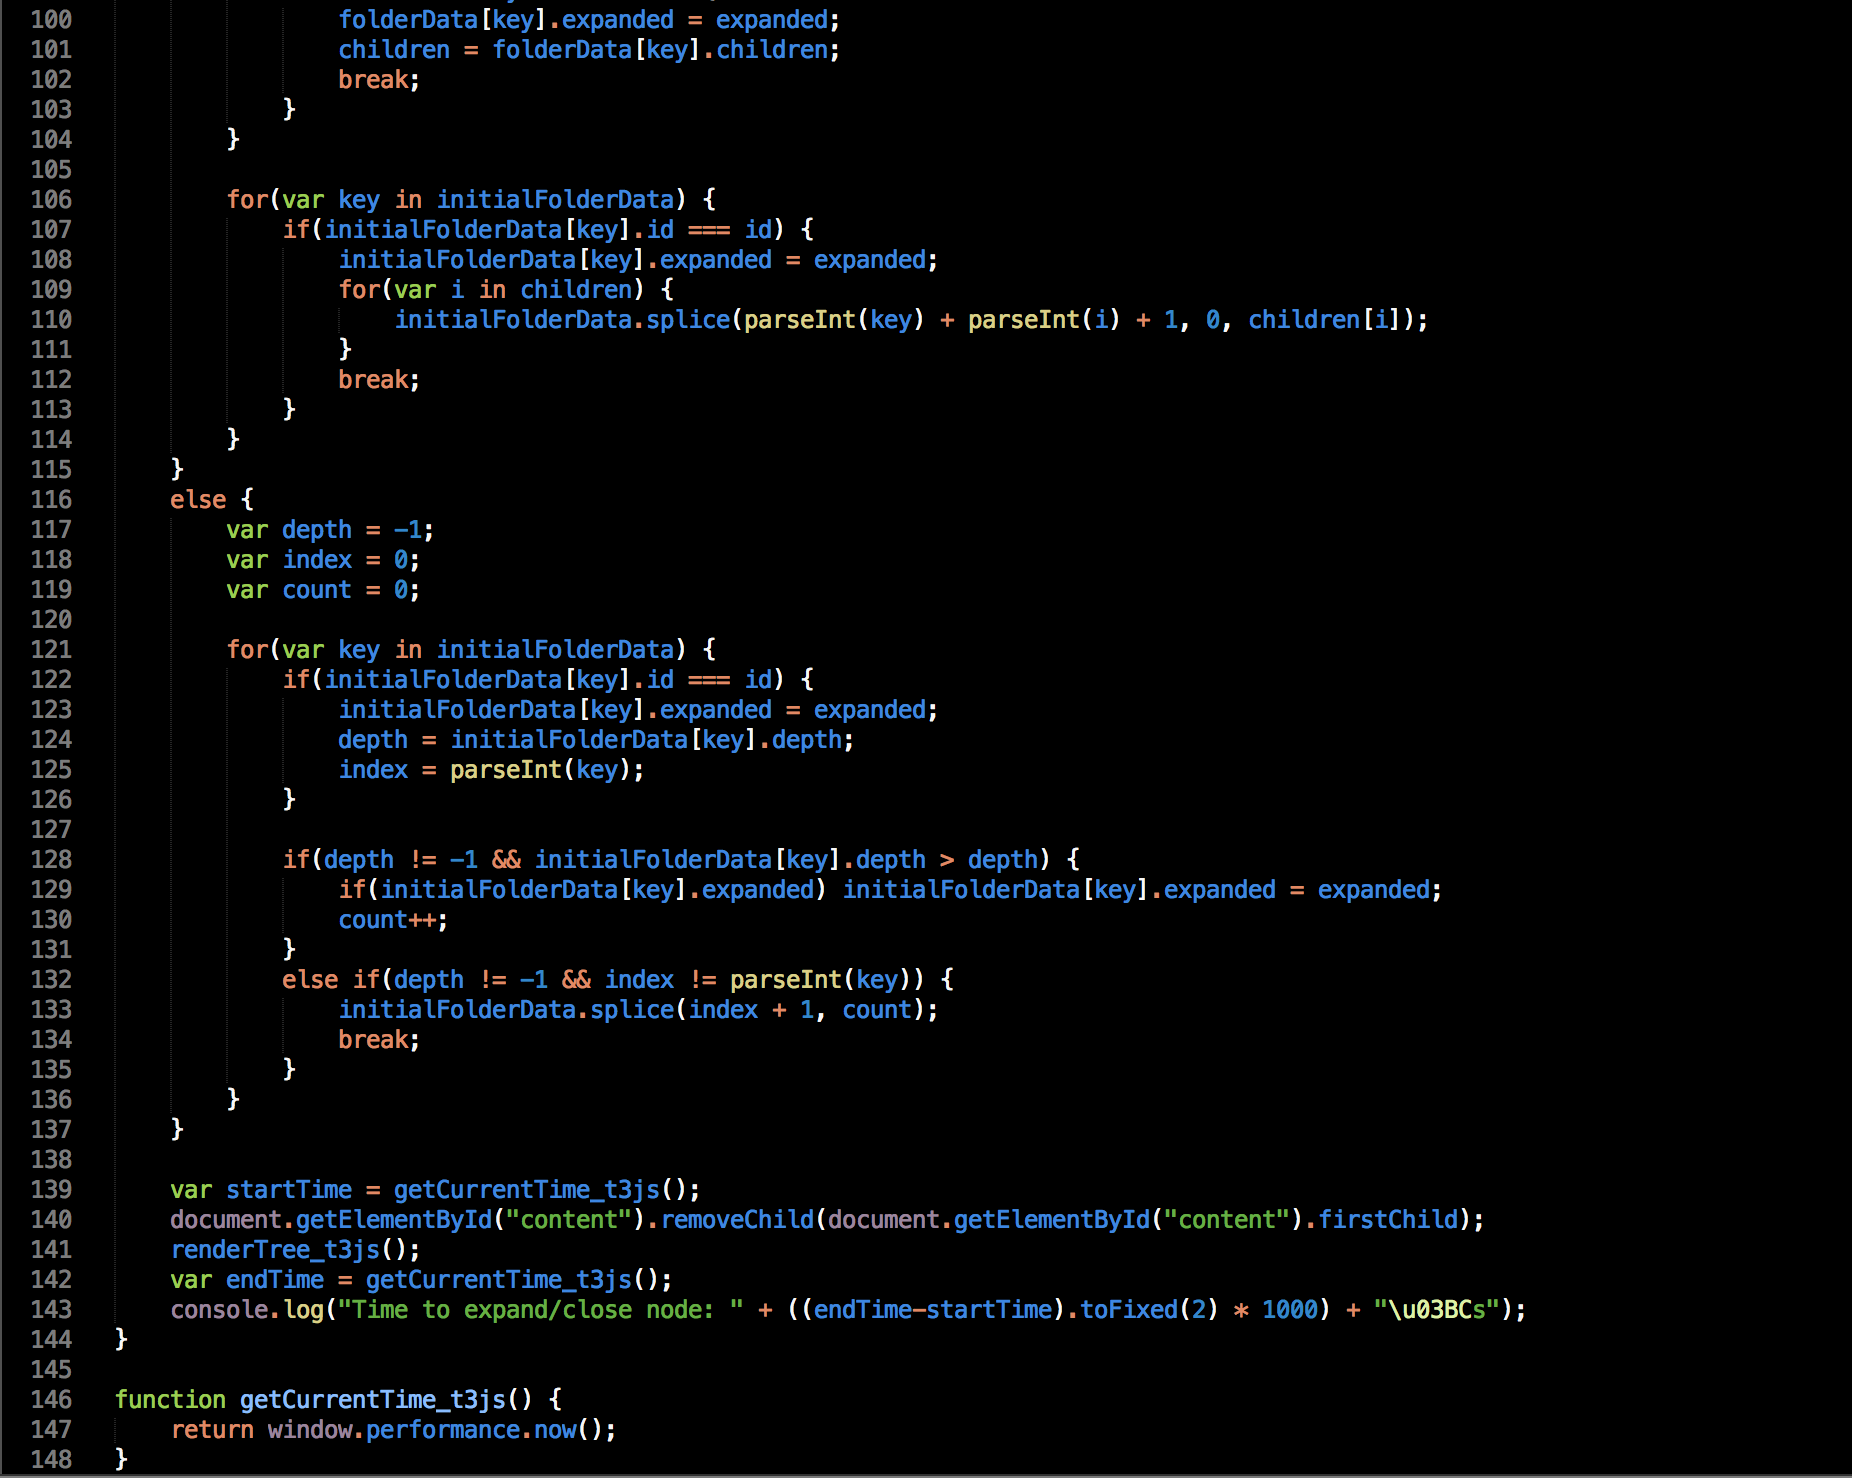 100                folderData[key].expanded = expanded;
101                children = folderData[key].children;
102                break;
103            }
104        }
105
106        for(var key in initialFolderData) {
107            if(initialFolderData[key].id === id) {
108                initialFolderData[key].expanded = expanded;
109                for(var i in children) {
110                    initialFolderData.splice(parseInt(key) + parseInt(i) + 1, 0, children[i]);
111                }
112                break;
113            }
114        }
115    }
116    else {
117        var depth = -1;
118        var index = 0;
119        var count = 0;
120
121        for(var key in initialFolderData) {
122            if(initialFolderData[key].id === id) {
123                initialFolderData[key].expanded = expanded;
124                depth = initialFolderData[key].depth;
125                index = parseInt(key);
126            }
127
128            if(depth != -1 && initialFolderData[key].depth > depth) {
129                if(initialFolderData[key].expanded) initialFolderData[key].expanded = expanded;
130                count++;
131            }
132            else if(depth != -1 && index != parseInt(key)) {
133                initialFolderData.splice(index + 1, count);
134                break;
135            }
136        }
137    }
138
139    var startTime = getCurrentTime_t3js();
140    document.getElementById("content").removeChild(document.getElementById("content").firstChild);
141    renderTree_t3js();
142    var endTime = getCurrentTime_t3js();
143    console.log("Time to expand/close node: " + ((endTime-startTime).toFixed(2) * 1000) + "\u03BCs");
144 }
145
146 function getCurrentTime_t3js() {
147    return window.performance.now();
148 }